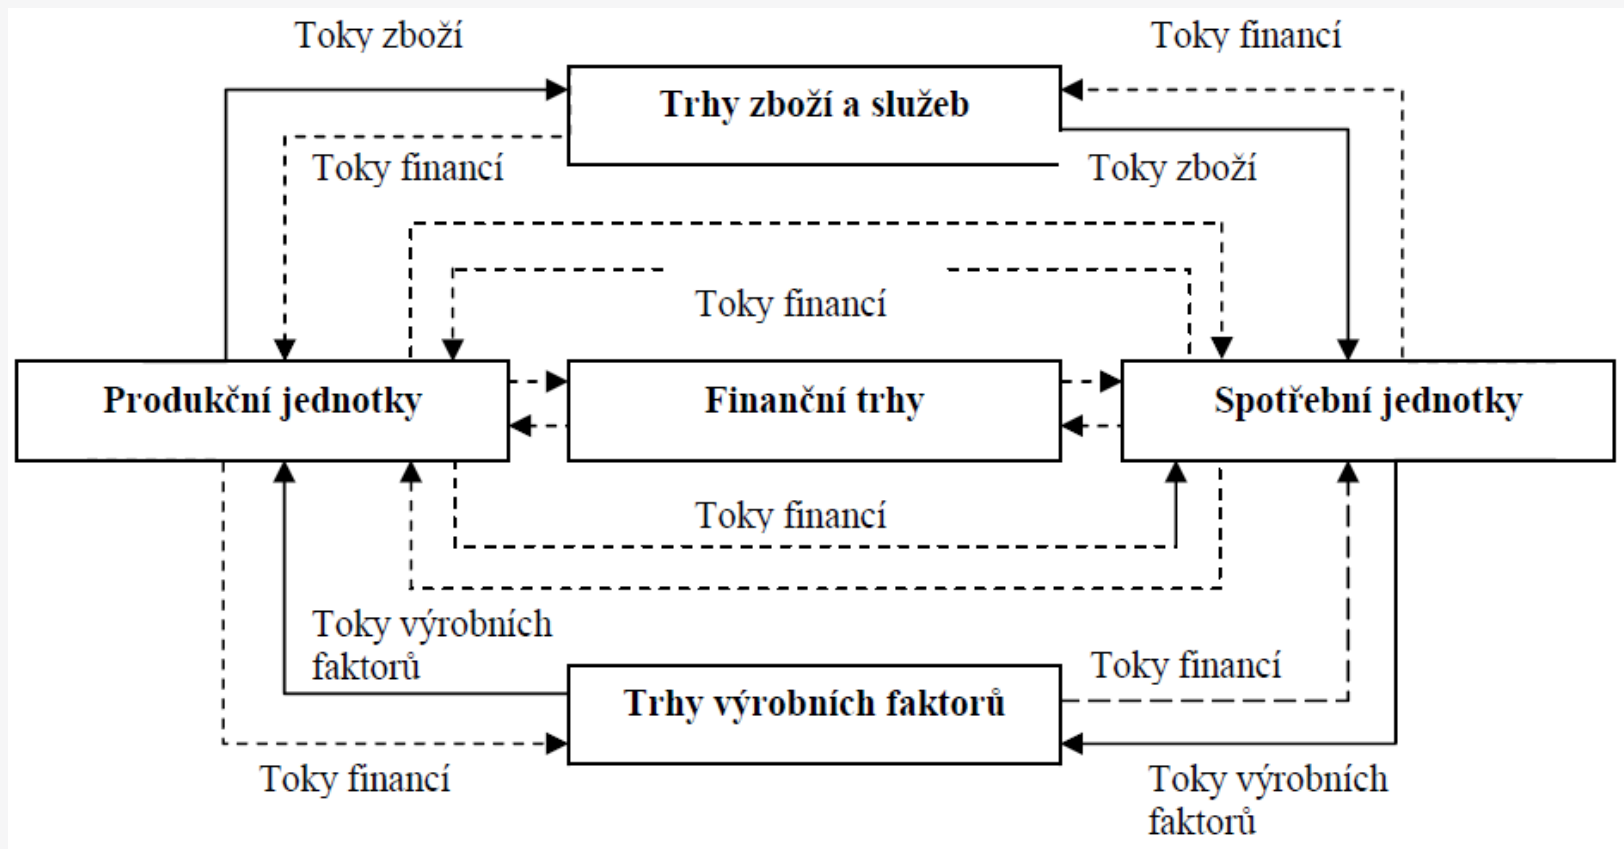 Toky zboží
Toky financí
Trhy zboží a služeb
Toky financí
Toky zboží
Toky financí
Produkční jednotky
Finanční trhy
Spotřební jednotky
Toky financí
Toky výrobních
faktorů
Toky financí
Trhy výrobních faktorů
Toky financí
Toky výrobních
faktorů